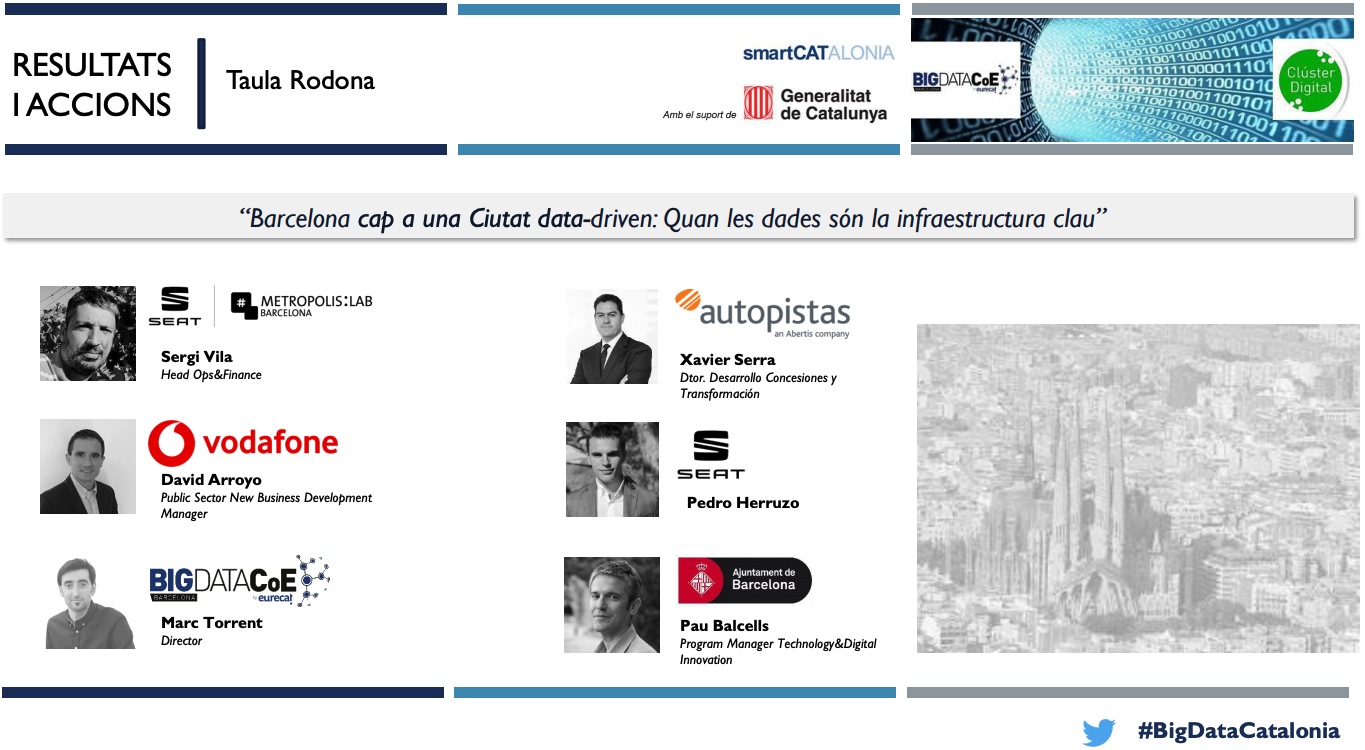 RESULTATS
I ACCIONS
Taula Rodona
smartCATALONIA
Amb el suport de
Generalitat
de Catalunya
BIGDATACoE
BARCELONA
by eurecat
Clúster
Digital
“Barcelona cap a una Ciutat data-driven: Quan les dades són la infraestructura clau”
SEAT
# METROPOLIS:LAB
BARCELONA
Sergi Vila
Head Ops&Finance
autopistas
an Abertis company
Xavier Serra
Dtor. Desarrollo Concesiones y
Transformación
vodafone
David Arroyo
Public Sector New Business Development
Manager
SEAT
Pedro Herruzo
BIGDATACoE
BARCELONA
by eurecat
Marc Torrent
Director
Ajuntament de
Barcelona
Pau Balcells
Program Manager Technology&Digital
Innovation
#BigDataCatalonia